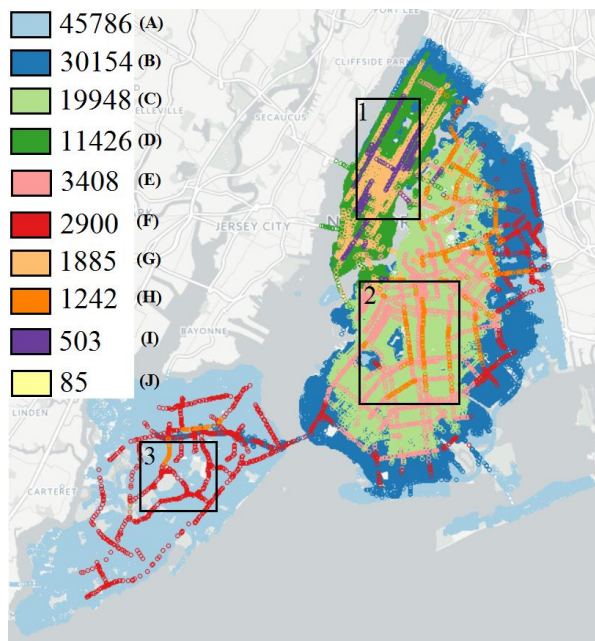 45786 (A)
30154 (B)
19948 (C)
11426 (D)
3408 (E)
2900 (F)
1885 (G)
1242 (H)
503 (I)
85 (J)
FORT LEE
CLIFFSIDE PARK
SECAUCUS
1
JERSEY CITY
2
BAYONNE
LINDEN
3
CARTERET